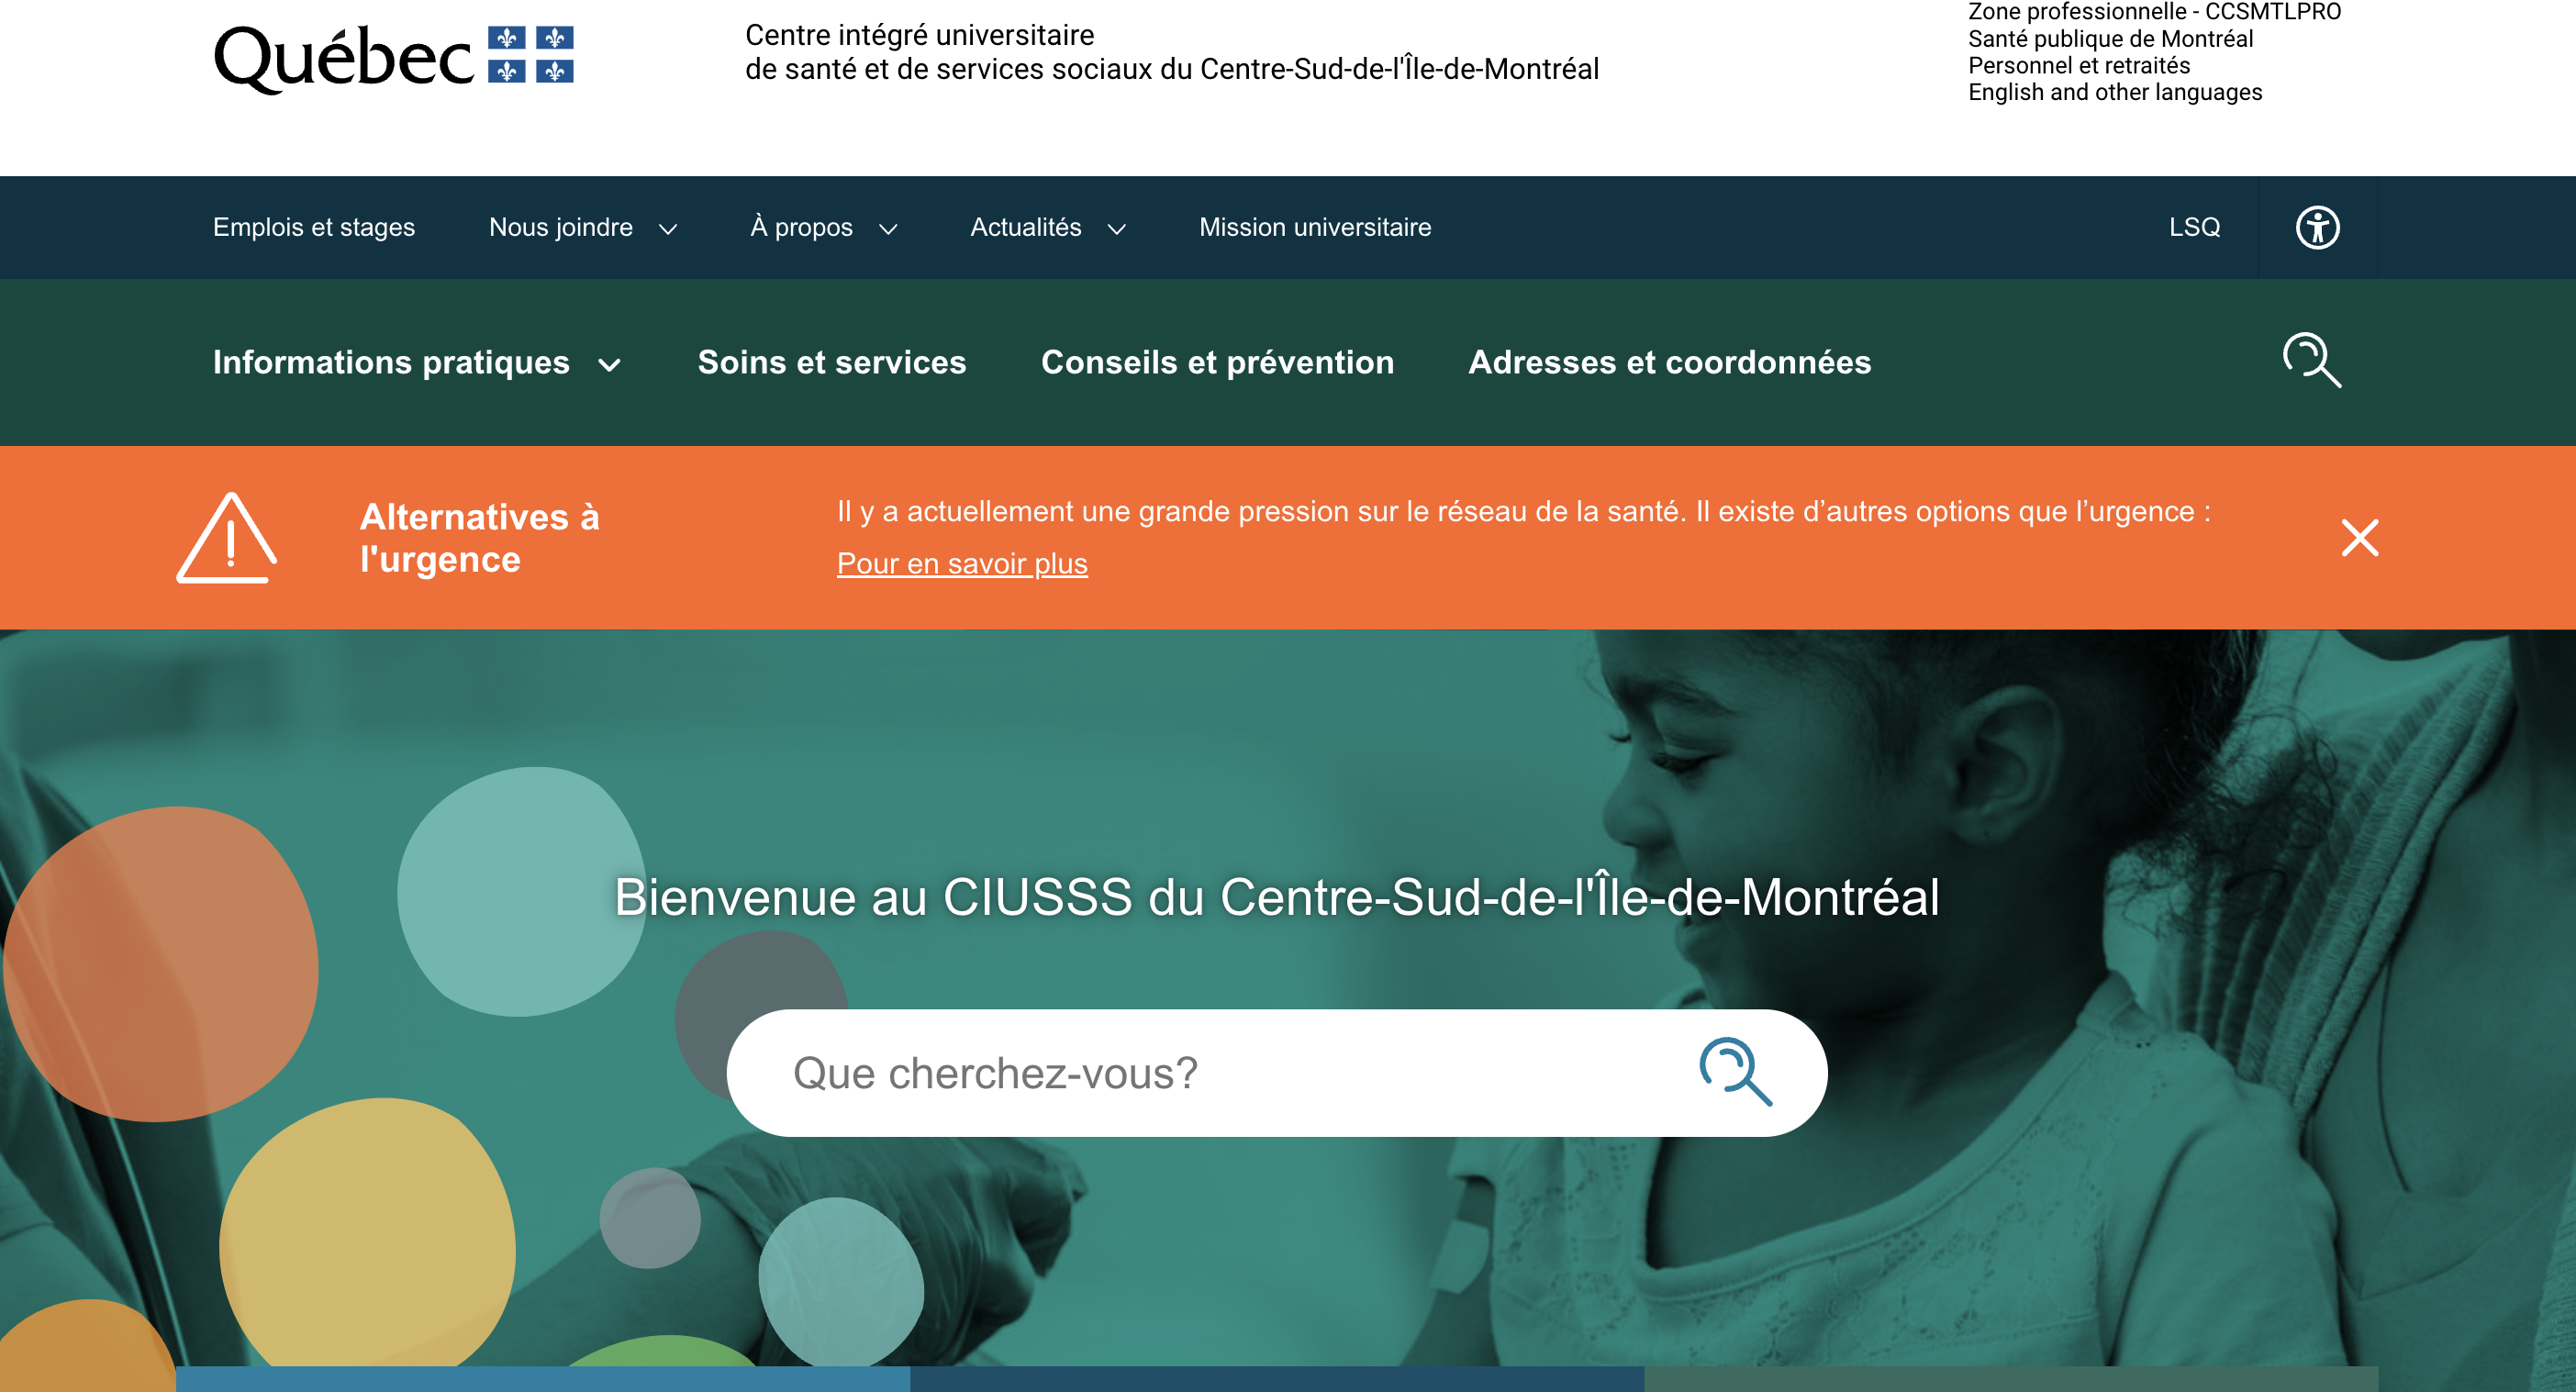 Québec
Centre intégré universitaire
de santé et de services sociaux du Centre-Sud-de-l'Île-de-Montréal
Zone professionnelle - CCSMTLPRO
Santé publique de Montréal
Personnel et retraités
English and other languages
Emplois et stages
Nous joindre
À propos
Actualités
Mission universitaire
LSQ
Informations pratiques
Soins et services
Conseils et prévention
Adresses et coordonnées
Alternatives à
l'urgence
Il y a actuellement une grande pression sur le réseau de la santé. Il existe d’autres options que l’urgence :
Pour en savoir plus
Bienvenue au CIUSSS du Centre-Sud-de-l'Île-de-Montréal
Que cherchez-vous?